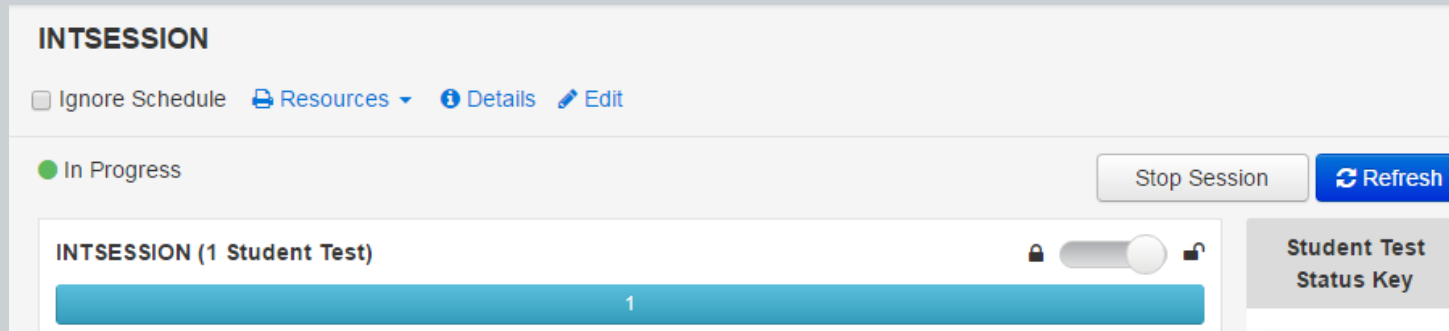 INTSESSION
Ignore Schedule Resources Details Edit
In Progress
Stop Session Refresh
INTSESSION (1 Student Test)
1
Student Test
Status Key